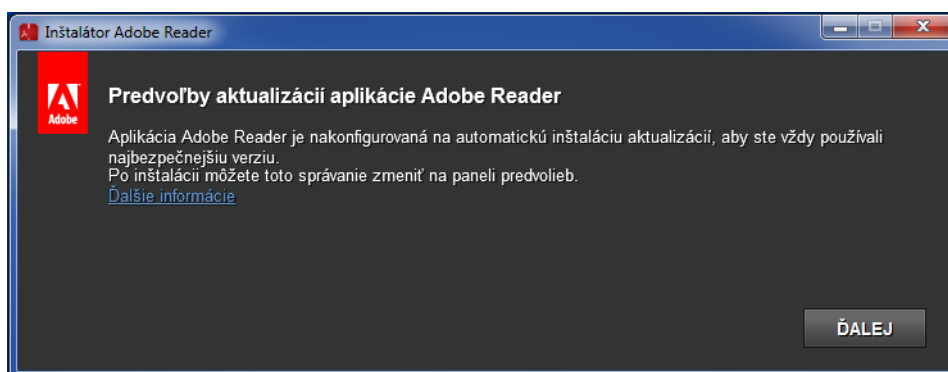 Inštalátor Adobe Reader
Adobe
Predvoľby aktualizácií aplikácie Adobe Reader
Aplikácia Adobe Reader je nakonfigurovaná na automatickú inštaláciu aktualizácií, aby ste vždy používali
najbezpečnejšiu verziu.
Po inštalácii môžete toto správanie zmeniť na paneli predvolieb.
Ďalšie informácie
ĎALEJ